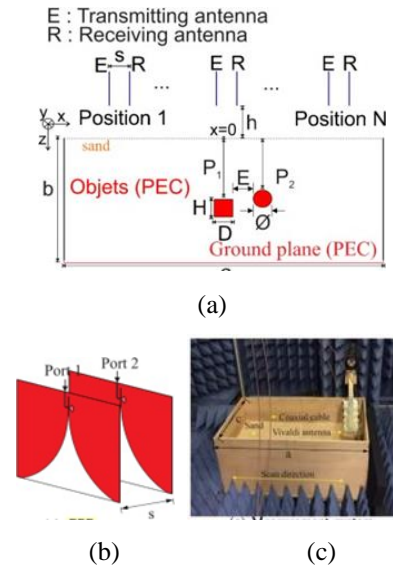 E : Transmitting antenna
R : Receiving antenna
S
E R ... E R ... E R
Position 1 x=0 h Position N
y x
z
sand
b Objets (PEC) P1 E P2
H Ø
D
Ground plane (PEC)
(a)
Port 1 Port 2
S
Coaxial cable
C Sand
Vivaldi antenna
a
Scan direction
(b) (c)